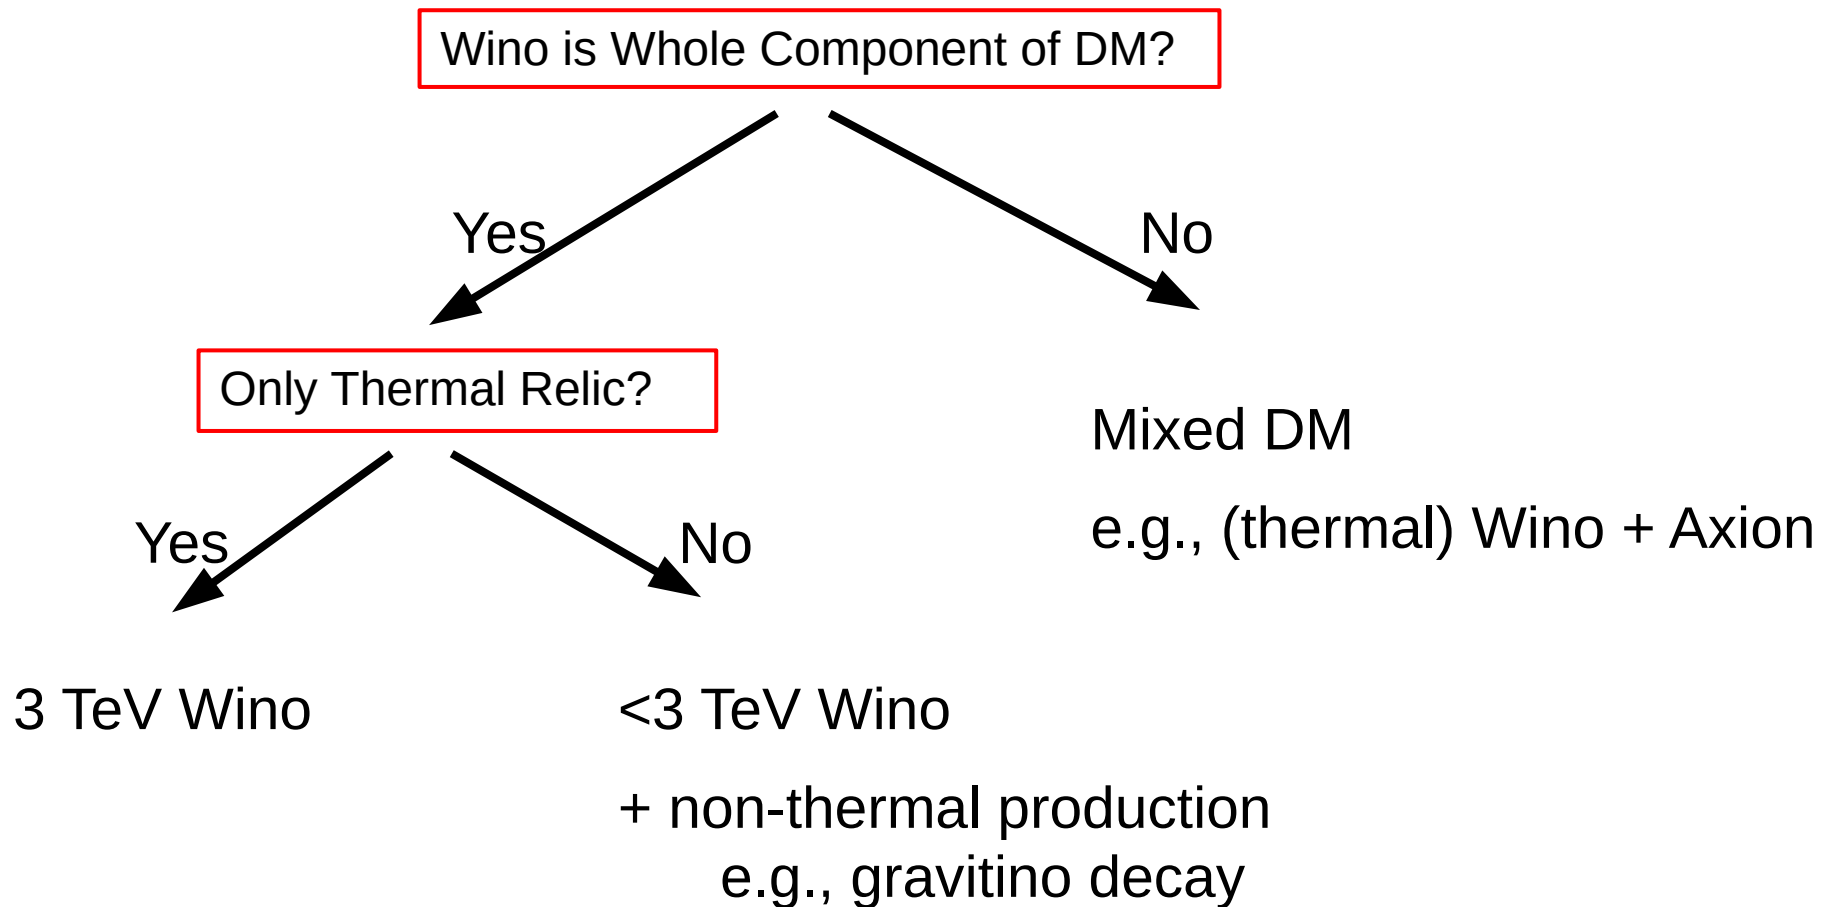 Wino is Whole Component of DM?
Yes
No
Only Thermal Relic?
Mixed DM
e.g., (thermal) Wino + Axion
Yes
No
3 TeV Wino
<3 TeV Wino
+ non-thermal production
e.g., gravitino decay